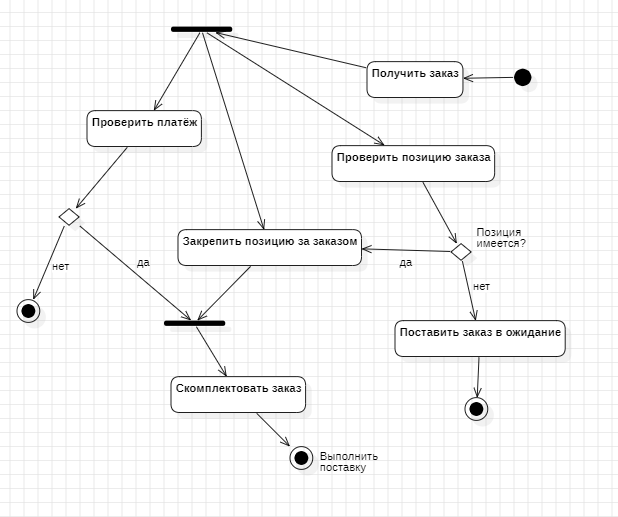 Получить заказ
Проверить платёж
Проверить позицию заказа
Позиция
имеется?
Закрепить позицию за заказом
да
нет
да
нет
Поставить заказ в ожидание
Скомплектовать заказ
Выполнить
поставку